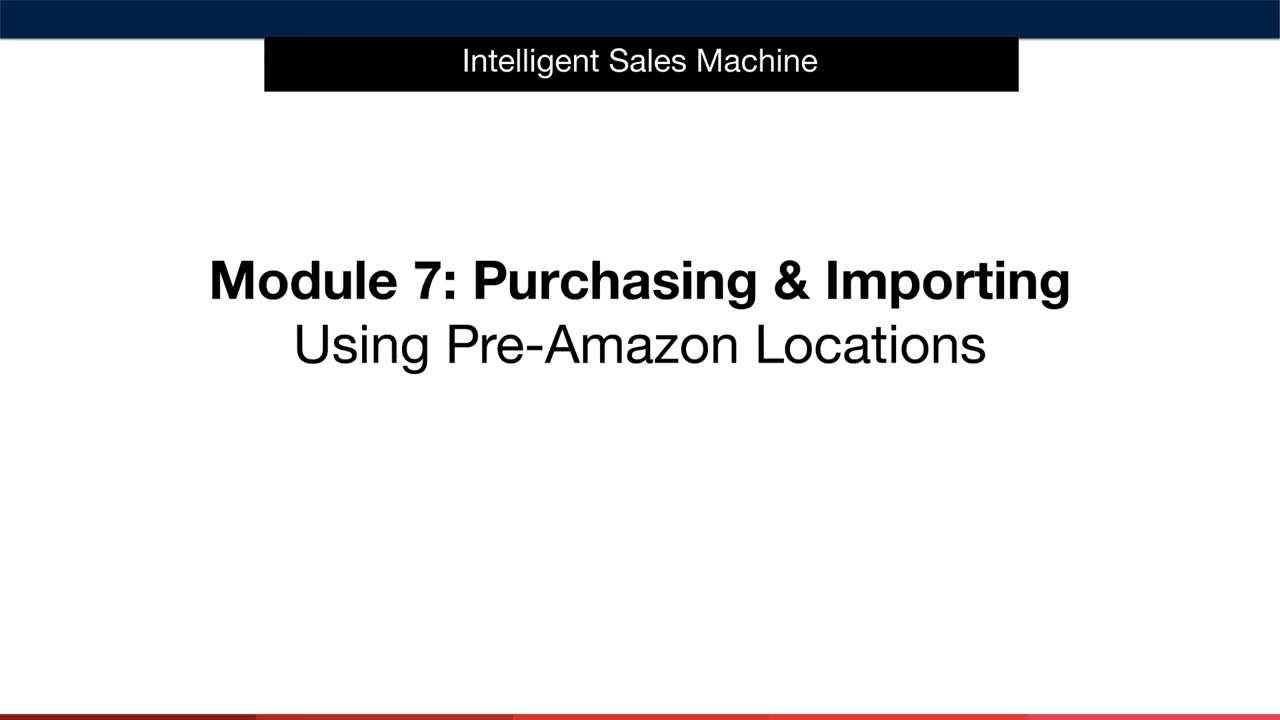 Intelligent Sales Machine
Module 7: Purchasing & Importing
Using Pre-Amazon Locations